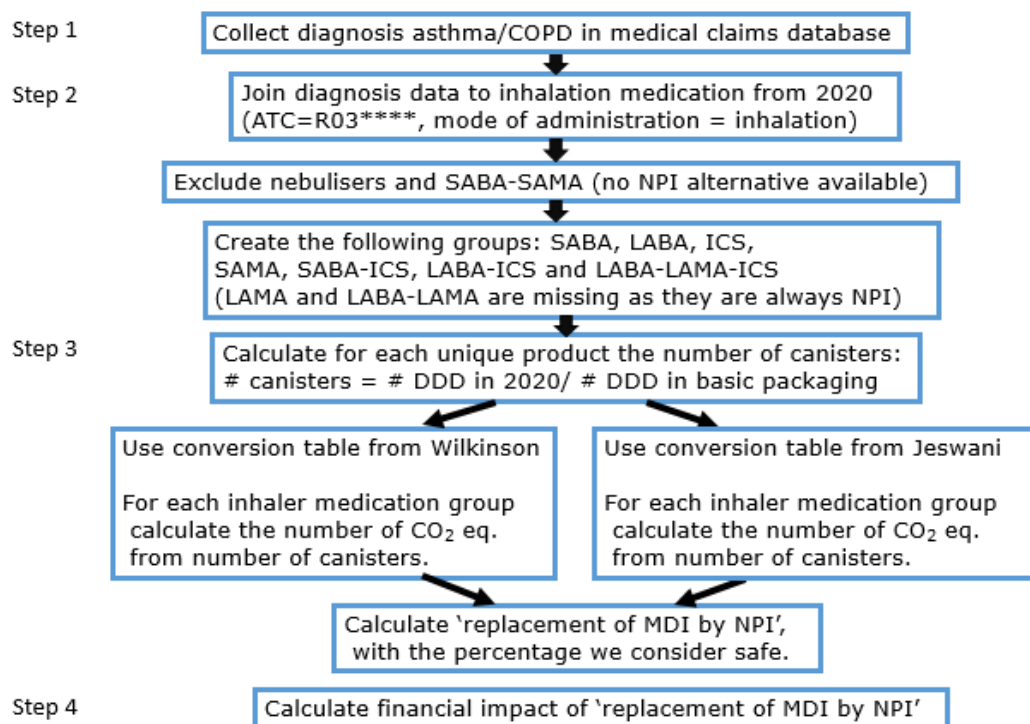 Step 1
Collect diagnosis asthma/COPD in medical claims database
Step 2
Join diagnosis data to inhalation medication from 2020
(ATC=R03****, mode of administration = inhalation)
Exclude nebulisers and SABA-SAMA (no NPI alternative available)
Create the following groups: SABA, LABA, ICS,
SAMA, SABA-ICS, LABA-ICS and LABA-LAMA-ICS
(LAMA and LABA-LAMA are missing as they are always NPI)
Step 3
Calculate for each unique product the number of canisters:
# canisters = # DDD in 2020/ # DDD in basic packaging
Use conversion table from Wilkinson
For each inhaler medication group
calculate the number of CO₂ eq.
from number of canisters.
Use conversion table from Jeswani
For each inhaler medication group
calculate the number of CO₂ eq.
from number of canisters.
Calculate ‘replacement of MDI by NPI’,
with the percentage we consider safe.
Step 4
Calculate financial impact of ‘replacement of MDI by NPI’